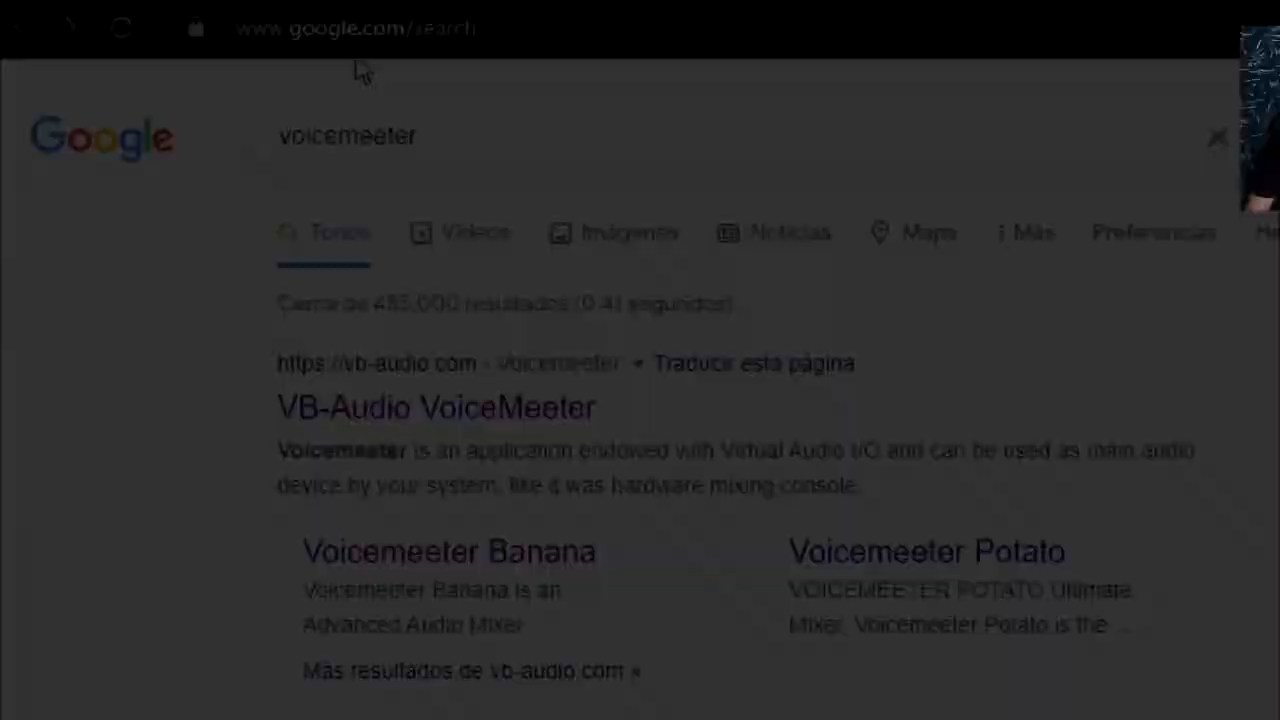 www.google.com/search
Google
voicemeeter
Todos Videos Imágenes Noticias Maps Más Preferencias
Cerca de 485,000 resultados (0.41 segundos)
https://vb-audio.com › Voicemeeter • Traducir esta página
VB-Audio VoiceMeeter
Voicemeeter is an application endowed with Virtual Audio I/O and can be used as main audio
device by your system, like it was hardware mixing console.
Voicemeeter Banana
Voicemeeter Banana is an
Advanced Audio Mixer
Voicemeeter Potato
VOICEMEETER POTATO Ultimate
Mixer. Voicemeeter Potato is the ...
Más resultados de vb-audio.com »